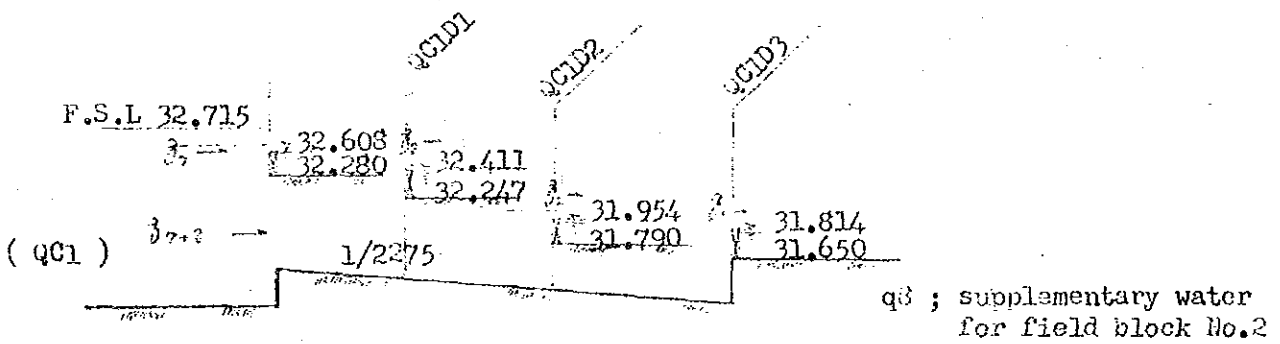 QC1D1
QC1D2
QC1D3
F.S.L 32.715
32.608
32.280
32.411
32.247
31.954
31.790
31.814
31.650
( QC1 )
1/2275
q8 ; supplementary water
for field block No.2